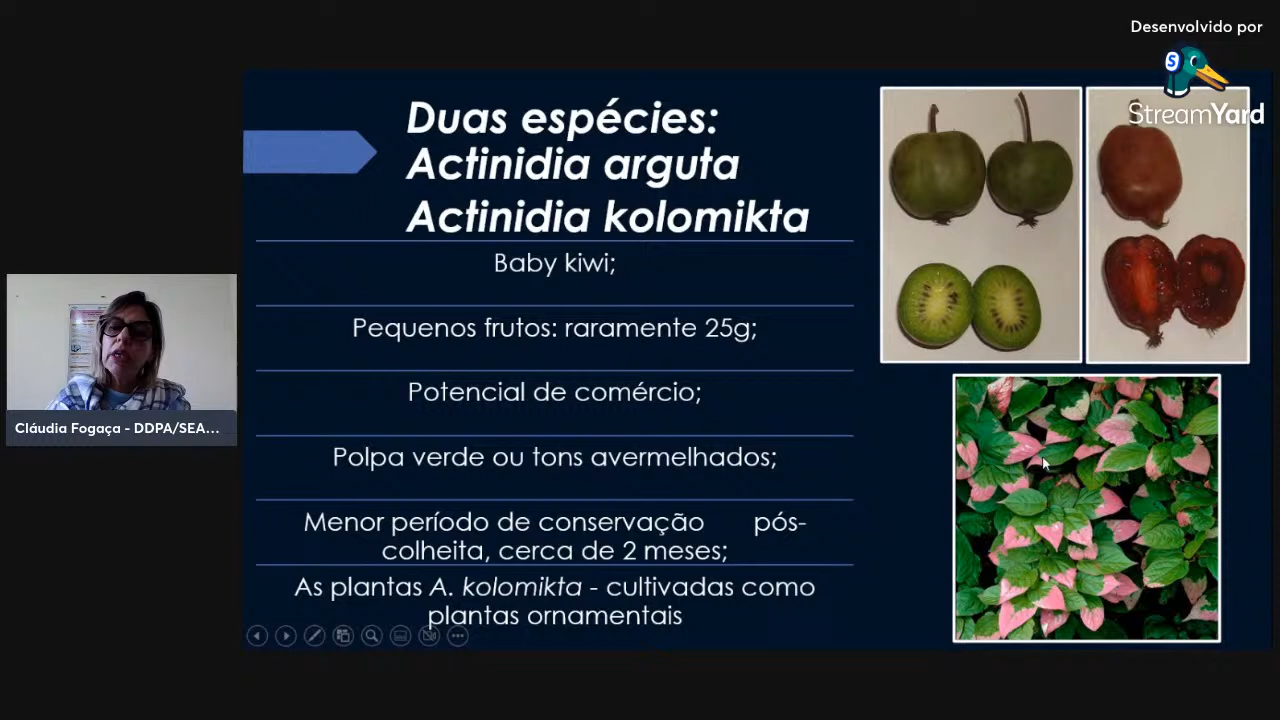 Desenvolvido por
StreamYard
Duas espécies:
Actinidia arguta
Actinidia kolomikta
Baby kiwi;
Pequenos frutos: raramente 25g;
Potencial de comércio;
Polpa verde ou tons avermelhados;
Menor período de conservação pós-
colheita, cerca de 2 meses;
As plantas A. kolomikta - cultivadas como
plantas ornamentais
Cláudia Fogaça - DDPA/SEA...